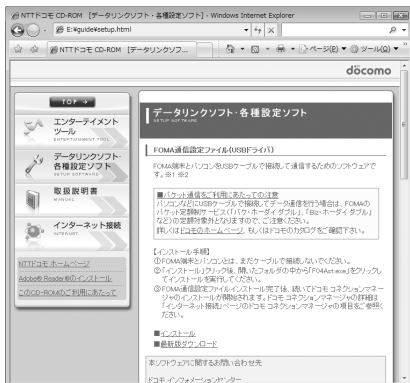 NTTドコモ CD-ROM [データリンクソフト・各種設定ソフト] - Windows Internet Explorer
E:¥guide¥setup.html
NTTドコモ CD-ROM [データリンクソフ...
ページ(P)
ツール(O)
döcomo
TOP
エンターテイメントツール
ENTERTAINMENT TOOL
データリンクソフト・各種設定ソフト
SETUP SOFTWARE
取扱説明書
MANUAL
インターネット接続
INTERNET
NTTドコモ ホームページ
Adobe® Reader®のインストール
このCD-ROMのご利用にあたって
データリンクソフト・各種設定ソフト
SETUP SOFTWARE
FOMA通信設定ファイル(USBドライバ)
FOMA端末とパソコンをUSBケーブルで接続して通信するためのソフトウェアです。※1 ※2
■パケット通信をご利用にあたっての注意
パソコンなどにUSBケーブルで接続してデータ通信を行う場合は、FOMAのパケット定額制サービス(「パケ・ホーダイ ダブル」、「Biz・ホーダイ ダブル」など)の定額対象外となりますので、ご注意ください。
詳しくはドコモのホームページ、もしくはドコモのカタログをご確認下さい。
【インストール手順】
①FOMA端末とパソコンとは、まだケーブルで接続しないでください。
②「インストール」クリック後、開いたフォルダの中から「F04Ast.exe」をクリックしてインストールを実行してください。
③FOMA通信設定ファイルインストール完了後、続いてドコモ コネクションマネージャのインストールが開始されます。ドコモ コネクションマネージャの詳細は「インターネット接続」ページのドコモ コネクションマネージャの項目をご参照ください。
■インストール
■最新版ダウンロード
本ソフトウェアに関するお問い合わせ先
ドコモ インフォメーションセンター